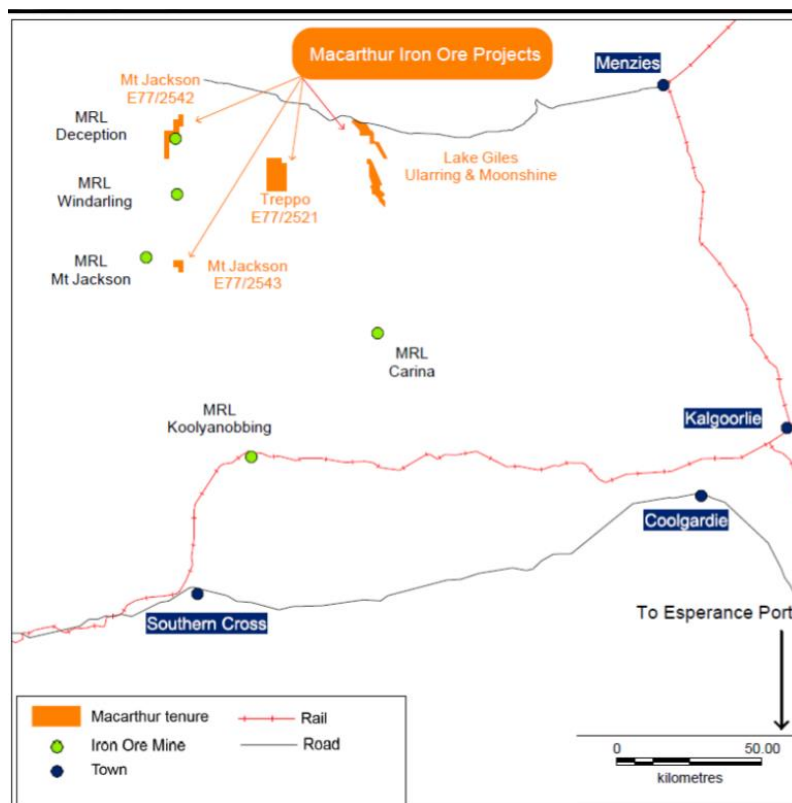 Macarthur Iron Ore Projects
Menzies
Mt Jackson
E77/2542
MRL
Deception
Lake Giles
Ularring & Moonshine
MRL
Windarling
Treppo
E77/2521
MRL
Mt Jackson
Mt Jackson
E77/2543
MRL
Carina
MRL
Koolyanobbing
Kalgoorlie
Coolgardie
Southern Cross
To Esperance Port
Macarthur tenure
Rail
Iron Ore Mine
Road
Town
0
50.00
kilometres